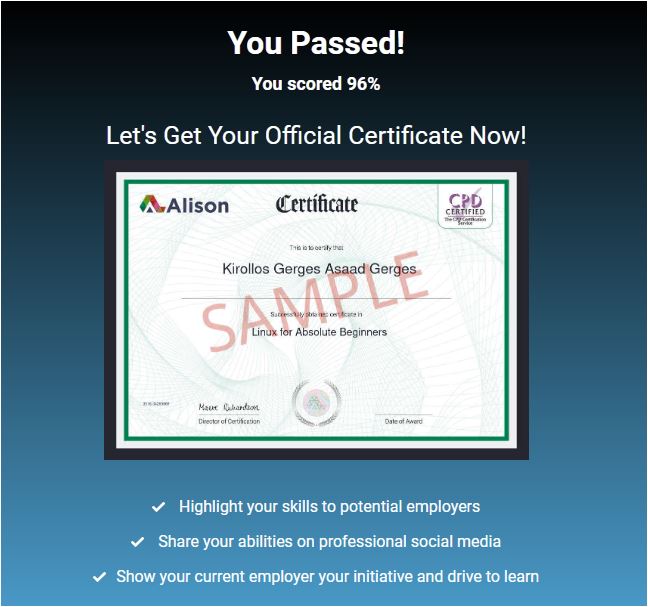 You Passed!
You scored 96%
Let's Get Your Official Certificate Now!
Alison
Certificate
CPD
CERTIFIED
The CPD Certification
Service
This is to certify that
Kirollos Gerges Asaad Gerges
SAMPLE
Successfully obtained certificate in
Linux for Absolute Beginners
Director of Certification
Date of Award
Highlight your skills to potential employers
Share your abilities on professional social media
Show your current employer your initiative and drive to learn